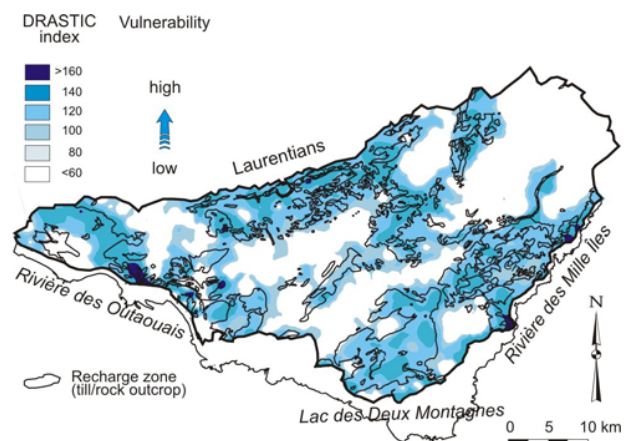 DRASTIC
index
Vulnerability
>160
140
120
100
80
<60
high
low
Laurentians
Rivière des Outaouais
Rivière des Mille Îles
Lac des Deux Montagnes
N
Recharge zone
(till/rock outcrop)
0 5 10 km